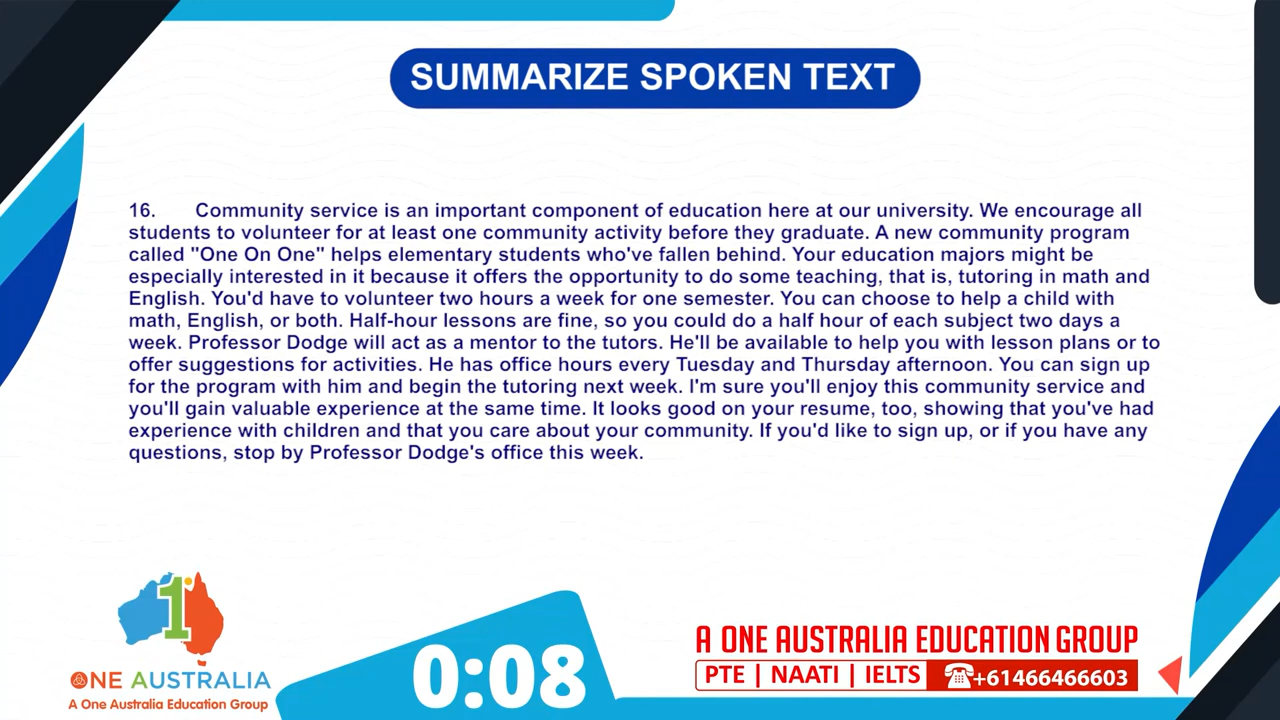 SUMMARIZE SPOKEN TEXT
16. Community service is an important component of education here at our university. We encourage all
students to volunteer for at least one community activity before they graduate. A new community program
called "One On One" helps elementary students who've fallen behind. Your education majors might be
especially interested in it because it offers the opportunity to do some teaching, that is, tutoring in math and
English. You'd have to volunteer two hours a week for one semester. You can choose to help a child with
math, English, or both. Half-hour lessons are fine, so you could do a half hour of each subject two days a
week. Professor Dodge will act as a mentor to the tutors. He'll be available to help you with lesson plans or to
offer suggestions for activities. He has office hours every Tuesday and Thursday afternoon. You can sign up
for the program with him and begin the tutoring next week. I'm sure you'll enjoy this community service and
you'll gain valuable experience at the same time. It looks good on your resume, too, showing that you've had
experience with children and that you care about your community. If you'd like to sign up, or if you have any
questions, stop by Professor Dodge's office this week.
1
ONE AUSTRALIA
A One Australia Education Group
0:08
A ONE AUSTRALIA EDUCATION GROUP
PTE | NAATI | IELTS +61466466603